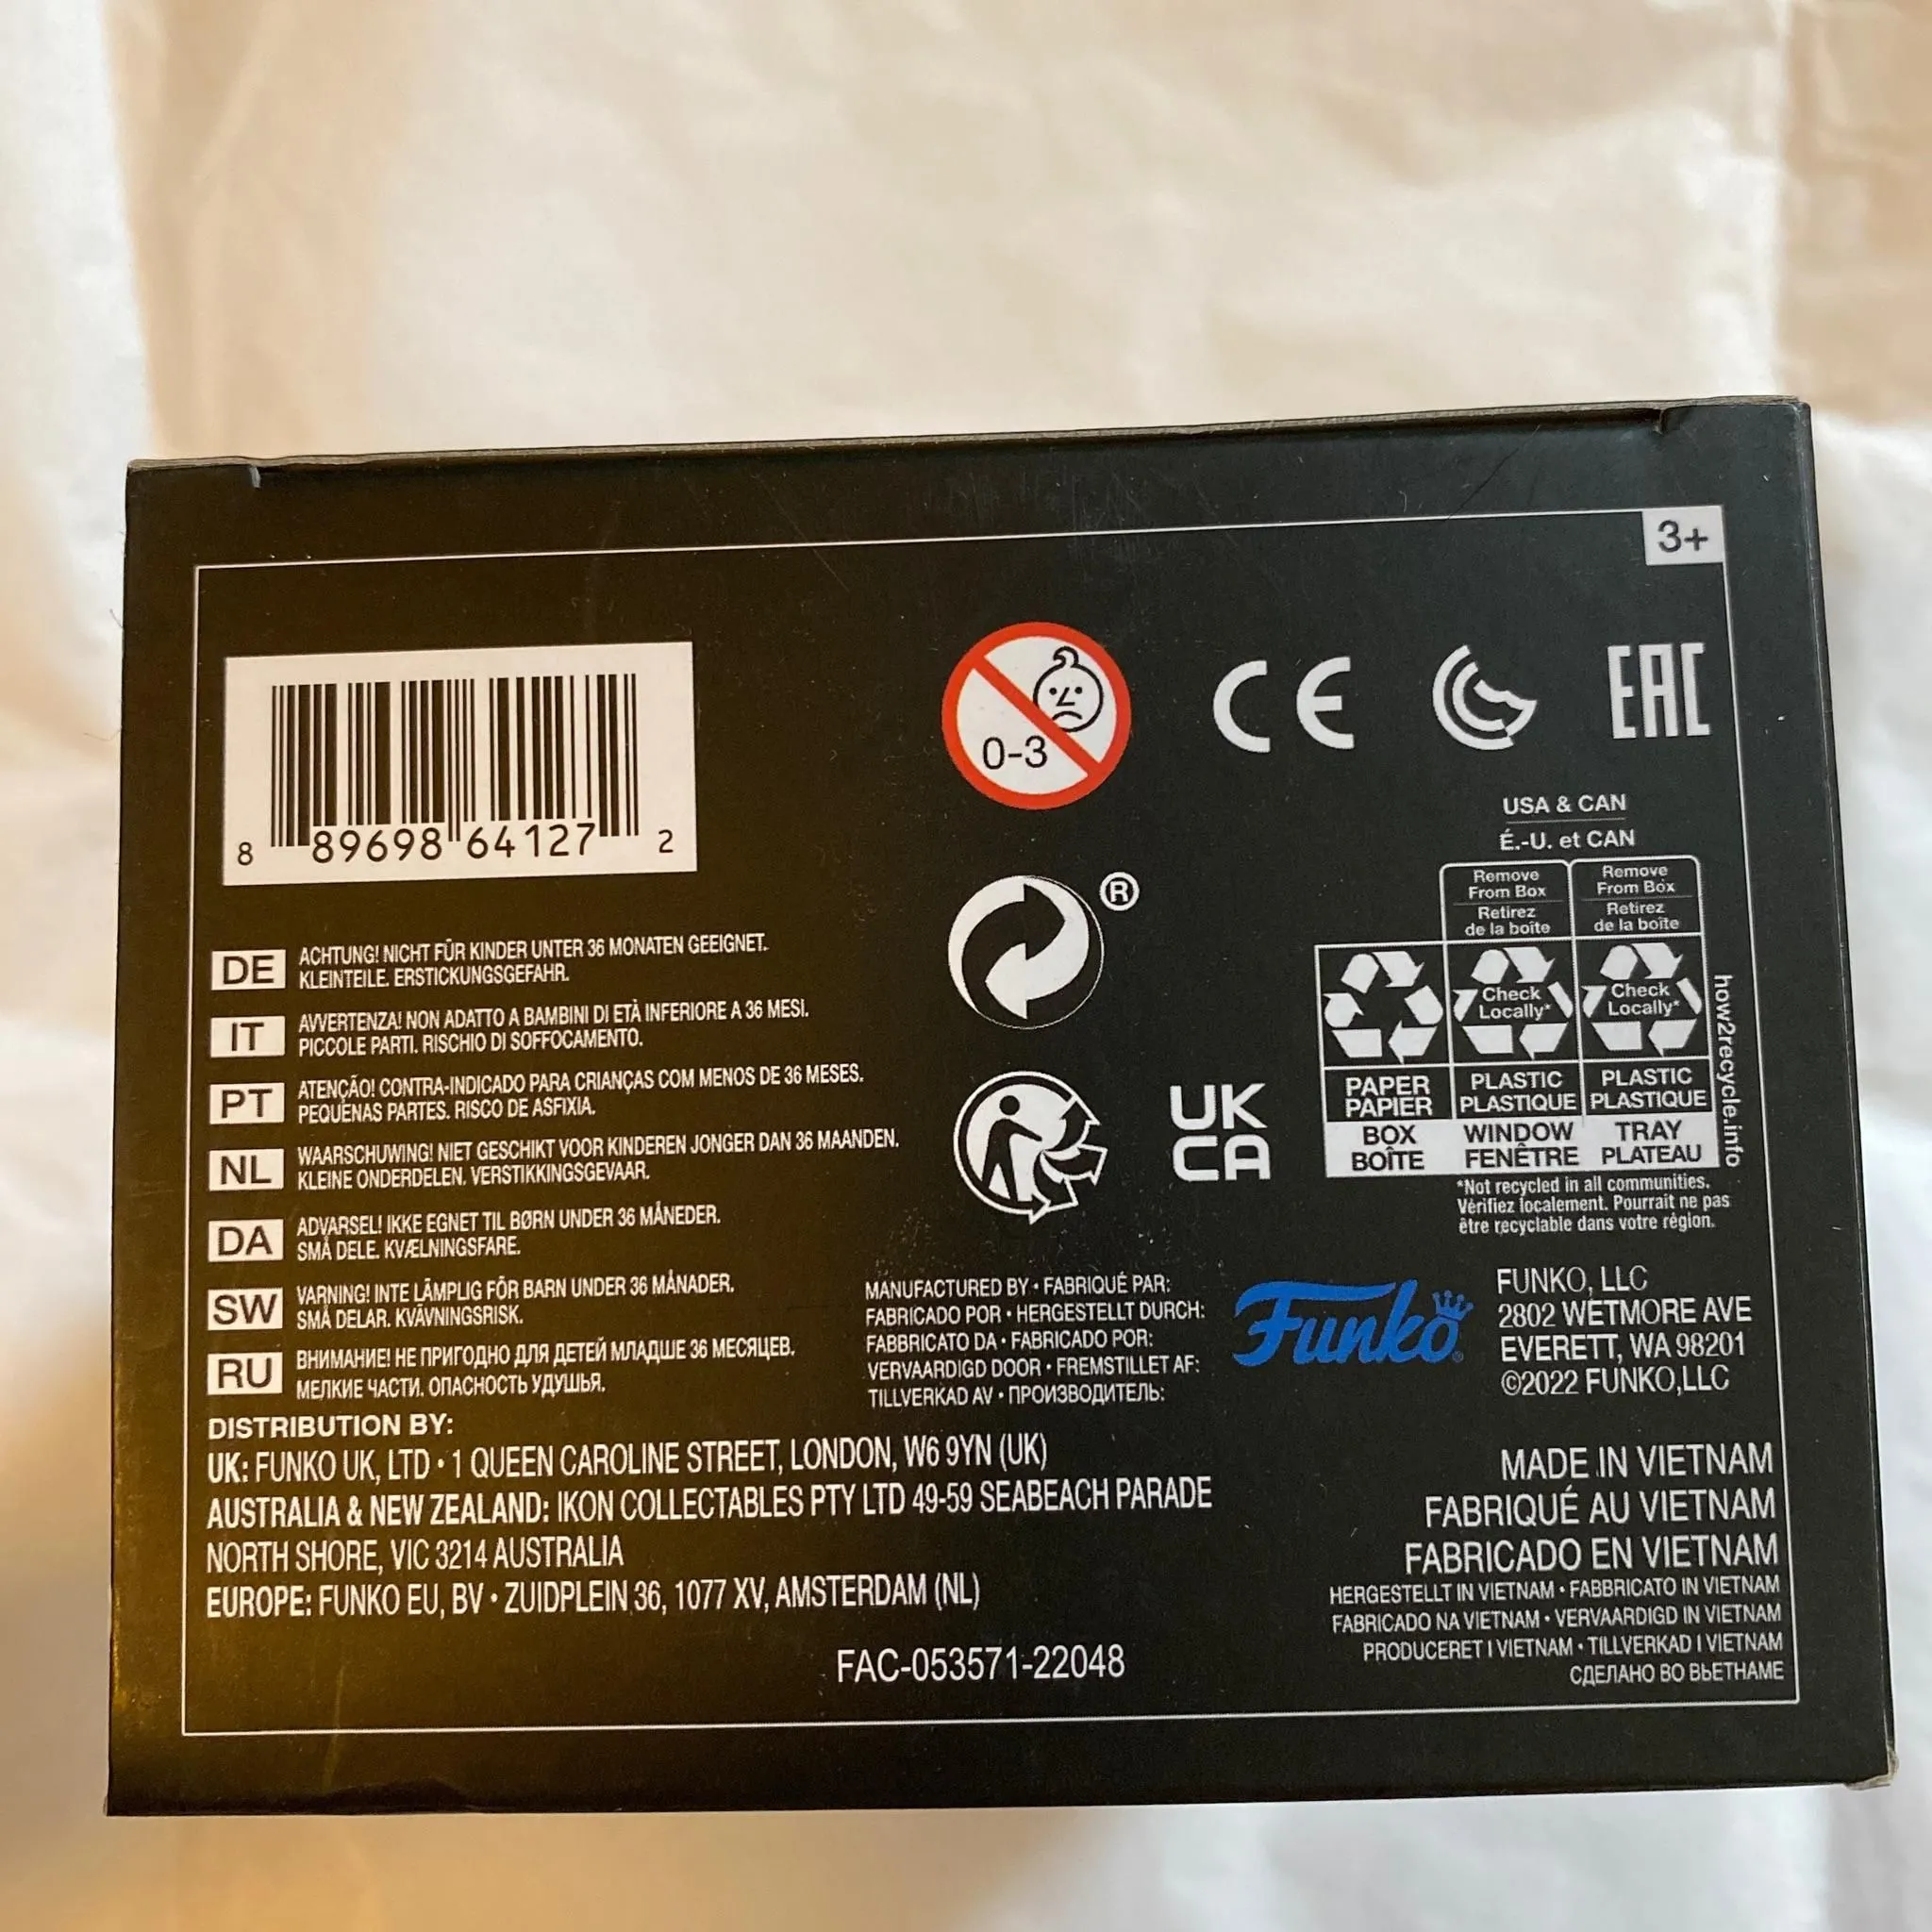 3+
8 89698 64127 2
0-3
CE
EAC
USA & CAN
É.-U. et CAN
Remove
From Box
Retirez
de la boîte
Remove
From Box
Retirez
de la boîte
Check
Locally*
Check
Locally*
PAPER
PAPIER
PLASTIC
PLASTIQUE
PLASTIC
PLASTIQUE
BOX
BOÎTE
WINDOW
FENÊTRE
TRAY
PLATEAU
how2recycle.info
*Not recycled in all communities.
Vérifiez localement. Pourrait ne pas
être recyclable dans votre région.
®
UK
CA
DE
ACHTUNG! NICHT FÜR KINDER UNTER 36 MONATEN GEEIGNET.
KLEINTEILE. ERSTICKUNGSGEFAHR.
IT
AVVERTENZA! NON ADATTO A BAMBINI DI ETÀ INFERIORE A 36 MESI.
PICCOLE PARTI. RISCHIO DI SOFFOCAMENTO.
PT
ATENÇÃO! CONTRA-INDICADO PARA CRIANÇAS COM MENOS DE 36 MESES.
PEQUENAS PARTES. RISCO DE ASFIXIA.
NL
WAARSCHUWING! NIET GESCHIKT VOOR KINDEREN JONGER DAN 36 MAANDEN.
KLEINE ONDERDELEN. VERSTIKKINGSGEVAAR.
DA
ADVARSEL! IKKE EGNET TIL BØRN UNDER 36 MÅNEDER.
SMÅ DELE. KVÆLNINGSFARE.
SW
VARNING! INTE LÄMPLIG FÖR BARN UNDER 36 MÅNADER.
SMÅ DELAR. KVÄVNINGSRISK.
RU
ВНИМАНИЕ! НЕ ПРИГОДНО ДЛЯ ДЕТЕЙ МЛАДШЕ 36 МЕСЯЦЕВ.
МЕЛКИЕ ЧАСТИ. ОПАСНОСТЬ УДУШЬЯ.
MANUFACTURED BY • FABRIQUÉ PAR:
FABRICADO POR • HERGESTELLT DURCH:
FABBRICATO DA • FABRICADO POR:
VERVAARDIGD DOOR • FREMSTILLET AF:
TILLVERKAD AV • ПРОИЗВОДИТЕЛЬ:
Funko
FUNKO, LLC
2802 WETMORE AVE
EVERETT, WA 98201
©2022 FUNKO,LLC
DISTRIBUTION BY:
UK: FUNKO UK, LTD • 1 QUEEN CAROLINE STREET, LONDON, W6 9YN (UK)
AUSTRALIA & NEW ZEALAND: IKON COLLECTABLES PTY LTD 49-59 SEABEACH PARADE
NORTH SHORE, VIC 3214 AUSTRALIA
EUROPE: FUNKO EU, BV • ZUIDPLEIN 36, 1077 XV, AMSTERDAM (NL)
FAC-053571-22048
MADE IN VIETNAM
FABRIQUÉ AU VIETNAM
FABRICADO EN VIETNAM
HERGESTELLT IN VIETNAM • FABBRICATO IN VIETNAM
FABRICADO NA VIETNAM • VERVAARDIGD IN VIETNAM
PRODUCERET I VIETNAM • TILLVERKAD I VIETNAM
СДЕЛАНО ВО ВЬЕТНАМЕ